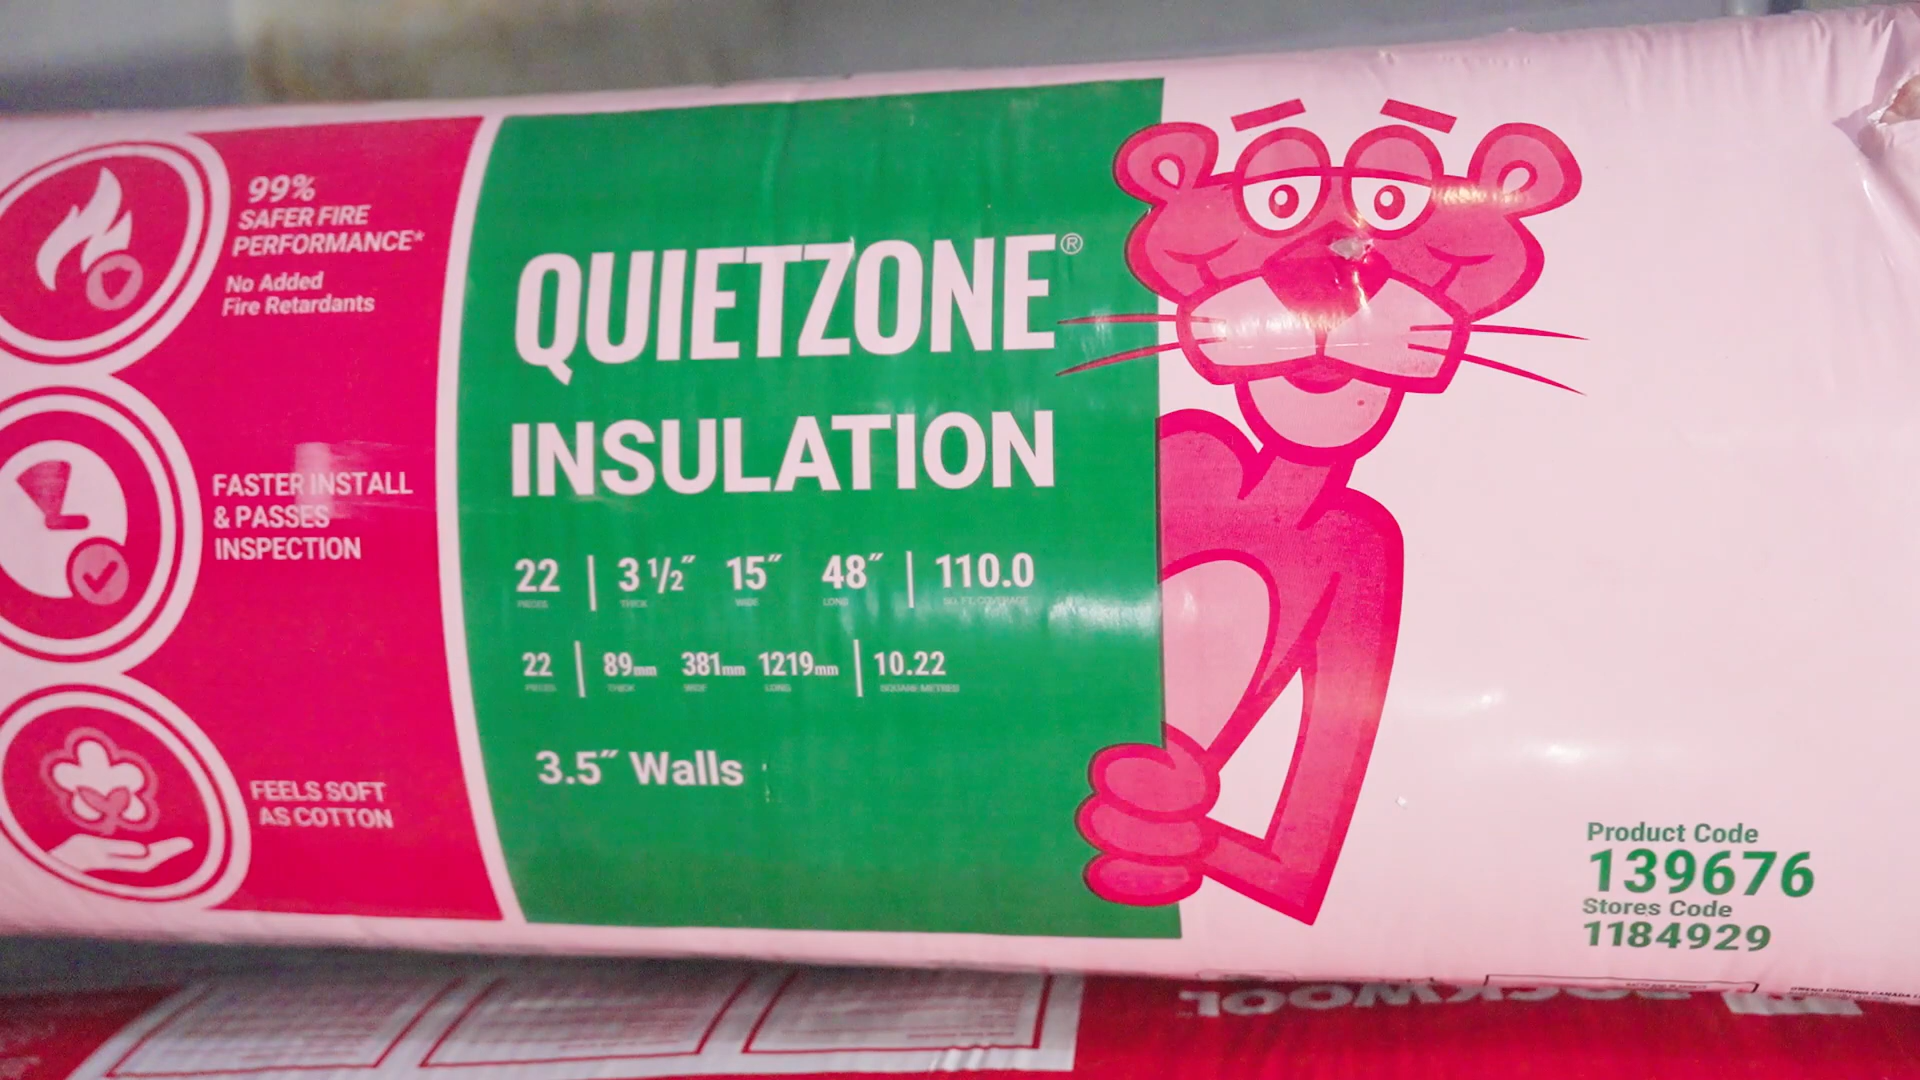 99%
SAFER FIRE
PERFORMANCE*
No Added
Fire Retardants
FASTER INSTALL
& PASSES
INSPECTION
FEELS SOFT
AS COTTON
QUIETZONE®
INSULATION
22 | 3 1/2" 15" 48" | 110.0
PIECES THICK WIDE LONG SQ. FT. COVERAGE
22 | 89mm 381mm 1219mm | 10.22
PIECES THICK WIDE LONG SQUARE METRES
3.5" Walls
Product Code
139676
Stores Code
1184929
ROCKWOOL